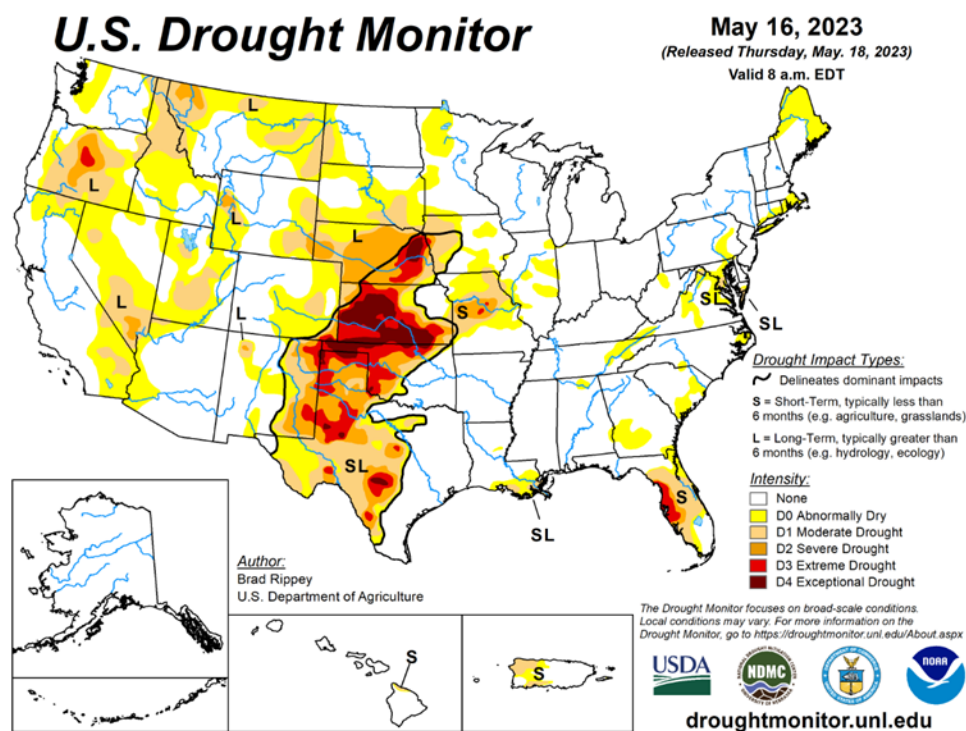 U.S. Drought Monitor
May 16, 2023
(Released Thursday, May. 18, 2023)
Valid 8 a.m. EDT
L
L
L
L
L
L
S
SL
SL
SL
S
SL
Drought Impact Types:
Delineates dominant impacts
S = Short-Term, typically less than
6 months (e.g. agriculture, grasslands)
L = Long-Term, typically greater than
6 months (e.g. hydrology, ecology)
Intensity:
None
D0 Abnormally Dry
D1 Moderate Drought
D2 Severe Drought
D3 Extreme Drought
D4 Exceptional Drought
Author:
Brad Rippey
U.S. Department of Agriculture
S
S
The Drought Monitor focuses on broad-scale conditions.
Local conditions may vary. For more information on the
Drought Monitor, go to https://droughtmonitor.unl.edu/About.aspx
USDA
NDMC
NOAA
droughtmonitor.unl.edu